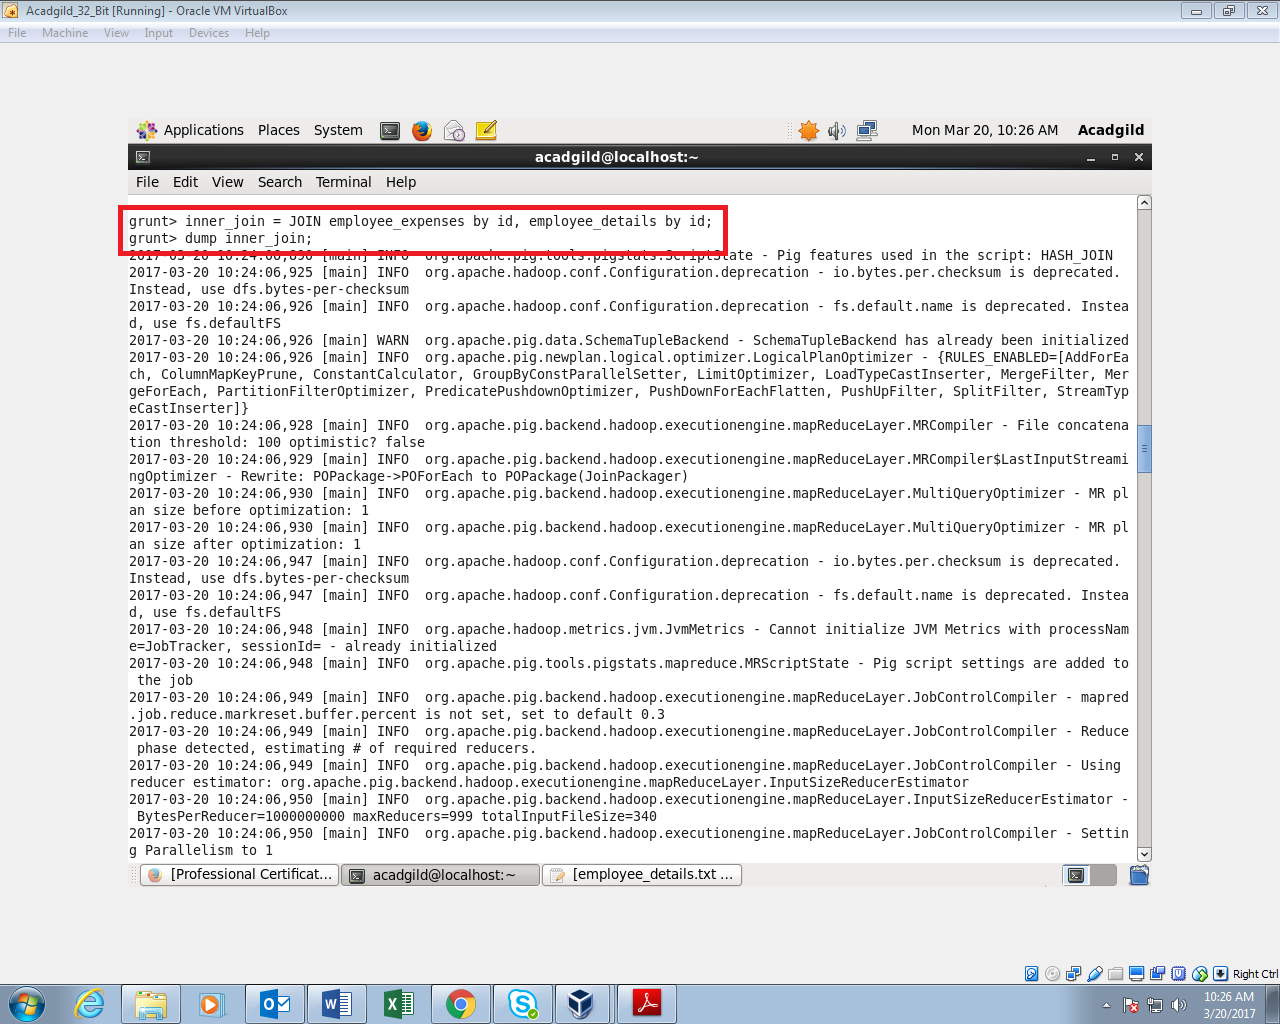 Acadgild_32_Bit [Running] - Oracle VM VirtualBox
File Machine View Input Devices Help
Applications Places System Mon Mar 20, 10:26 AM Acadgild
acadgild@localhost:~
File Edit View Search Terminal Help
grunt> inner_join = JOIN employee_expenses by id, employee_details by id;
grunt> dump inner_join;
[main] INFO org.apache.pig.tools.pigstats.ScriptState - Pig features used in the script: HASH_JOIN
2017-03-20 10:24:06,925 [main] INFO org.apache.hadoop.conf.Configuration.deprecation - io.bytes.per.checksum is deprecated.
Instead, use dfs.bytes-per-checksum
2017-03-20 10:24:06,926 [main] INFO org.apache.hadoop.conf.Configuration.deprecation - fs.default.name is deprecated. Instea
d, use fs.defaultFS
2017-03-20 10:24:06,926 [main] WARN org.apache.pig.data.SchemaTupleBackend - SchemaTupleBackend has already been initialized
2017-03-20 10:24:06,926 [main] INFO org.apache.pig.newplan.logical.optimizer.LogicalPlanOptimizer - {RULES_ENABLED=[AddForEa
ch, ColumnMapKeyPrune, ConstantCalculator, GroupByConstParallelSetter, LimitOptimizer, LoadTypeCastInserter, MergeFilter, Mer
geForEach, PartitionFilterOptimizer, PredicatePushdownOptimizer, PushDownForEachFlatten, PushUpFilter, SplitFilter, StreamTyp
eCastInserter]}
2017-03-20 10:24:06,928 [main] INFO org.apache.pig.backend.hadoop.executionengine.mapReduceLayer.MRCompiler - File concatena
tion threshold: 100 optimistic? false
2017-03-20 10:24:06,929 [main] INFO org.apache.pig.backend.hadoop.executionengine.mapReduceLayer.MRCompiler$LastInputStreami
ngOptimizer - Rewrite: POPackage->POForEach to POPackage(JoinPackager)
2017-03-20 10:24:06,930 [main] INFO org.apache.pig.backend.hadoop.executionengine.mapReduceLayer.MultiQueryOptimizer - MR pl
an size before optimization: 1
2017-03-20 10:24:06,930 [main] INFO org.apache.pig.backend.hadoop.executionengine.mapReduceLayer.MultiQueryOptimizer - MR pl
an size after optimization: 1
2017-03-20 10:24:06,947 [main] INFO org.apache.hadoop.conf.Configuration.deprecation - io.bytes.per.checksum is deprecated.
Instead, use dfs.bytes-per-checksum
2017-03-20 10:24:06,947 [main] INFO org.apache.hadoop.conf.Configuration.deprecation - fs.default.name is deprecated. Instea
d, use fs.defaultFS
2017-03-20 10:24:06,948 [main] INFO org.apache.hadoop.metrics.jvm.JvmMetrics - Cannot initialize JVM Metrics with processNam
e=JobTracker, sessionId= - already initialized
2017-03-20 10:24:06,948 [main] INFO org.apache.pig.tools.pigstats.mapreduce.MRScriptState - Pig script settings are added to
the job
2017-03-20 10:24:06,949 [main] INFO org.apache.pig.backend.hadoop.executionengine.mapReduceLayer.JobControlCompiler - mapred
.job.reduce.markreset.buffer.percent is not set, set to default 0.3
2017-03-20 10:24:06,949 [main] INFO org.apache.pig.backend.hadoop.executionengine.mapReduceLayer.JobControlCompiler - Reduce
phase detected, estimating # of required reducers.
2017-03-20 10:24:06,949 [main] INFO org.apache.pig.backend.hadoop.executionengine.mapReduceLayer.JobControlCompiler - Using
reducer estimator: org.apache.pig.backend.hadoop.executionengine.mapReduceLayer.InputSizeReducerEstimator
2017-03-20 10:24:06,950 [main] INFO org.apache.pig.backend.hadoop.executionengine.mapReduceLayer.InputSizeReducerEstimator -
BytesPerReducer=1000000000 maxReducers=999 totalInputFileSize=340
2017-03-20 10:24:06,950 [main] INFO org.apache.pig.backend.hadoop.executionengine.mapReduceLayer.JobControlCompiler - Settin
g Parallelism to 1
[Professional Certificat... acadgild@localhost:~ [employee_details.txt ...
Right Ctrl
10:26 AM
3/20/2017